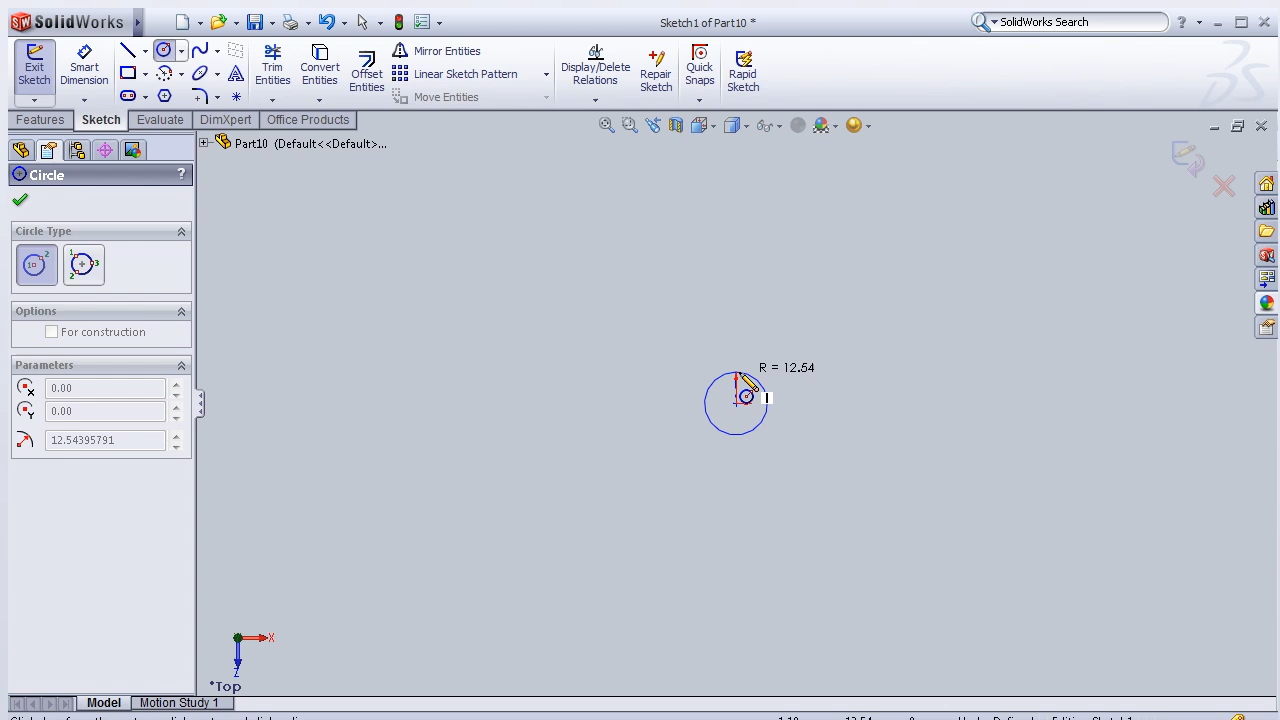 SolidWorks
Sketch1 of Part10 *
SolidWorks Search
Exit Sketch
Smart Dimension
Trim Entities
Convert Entities
Offset Entities
Mirror Entities
Linear Sketch Pattern
Move Entities
Display/Delete Relations
Repair Sketch
Quick Snaps
Rapid Sketch
Features
Sketch
Evaluate
DimXpert
Office Products
Part10 (Default<<Default>...
Circle
?
Circle Type
Options
For construction
Parameters
0.00
0.00
12.54395791
R = 12.54
X
Z
*Top
Model
Motion Study 1